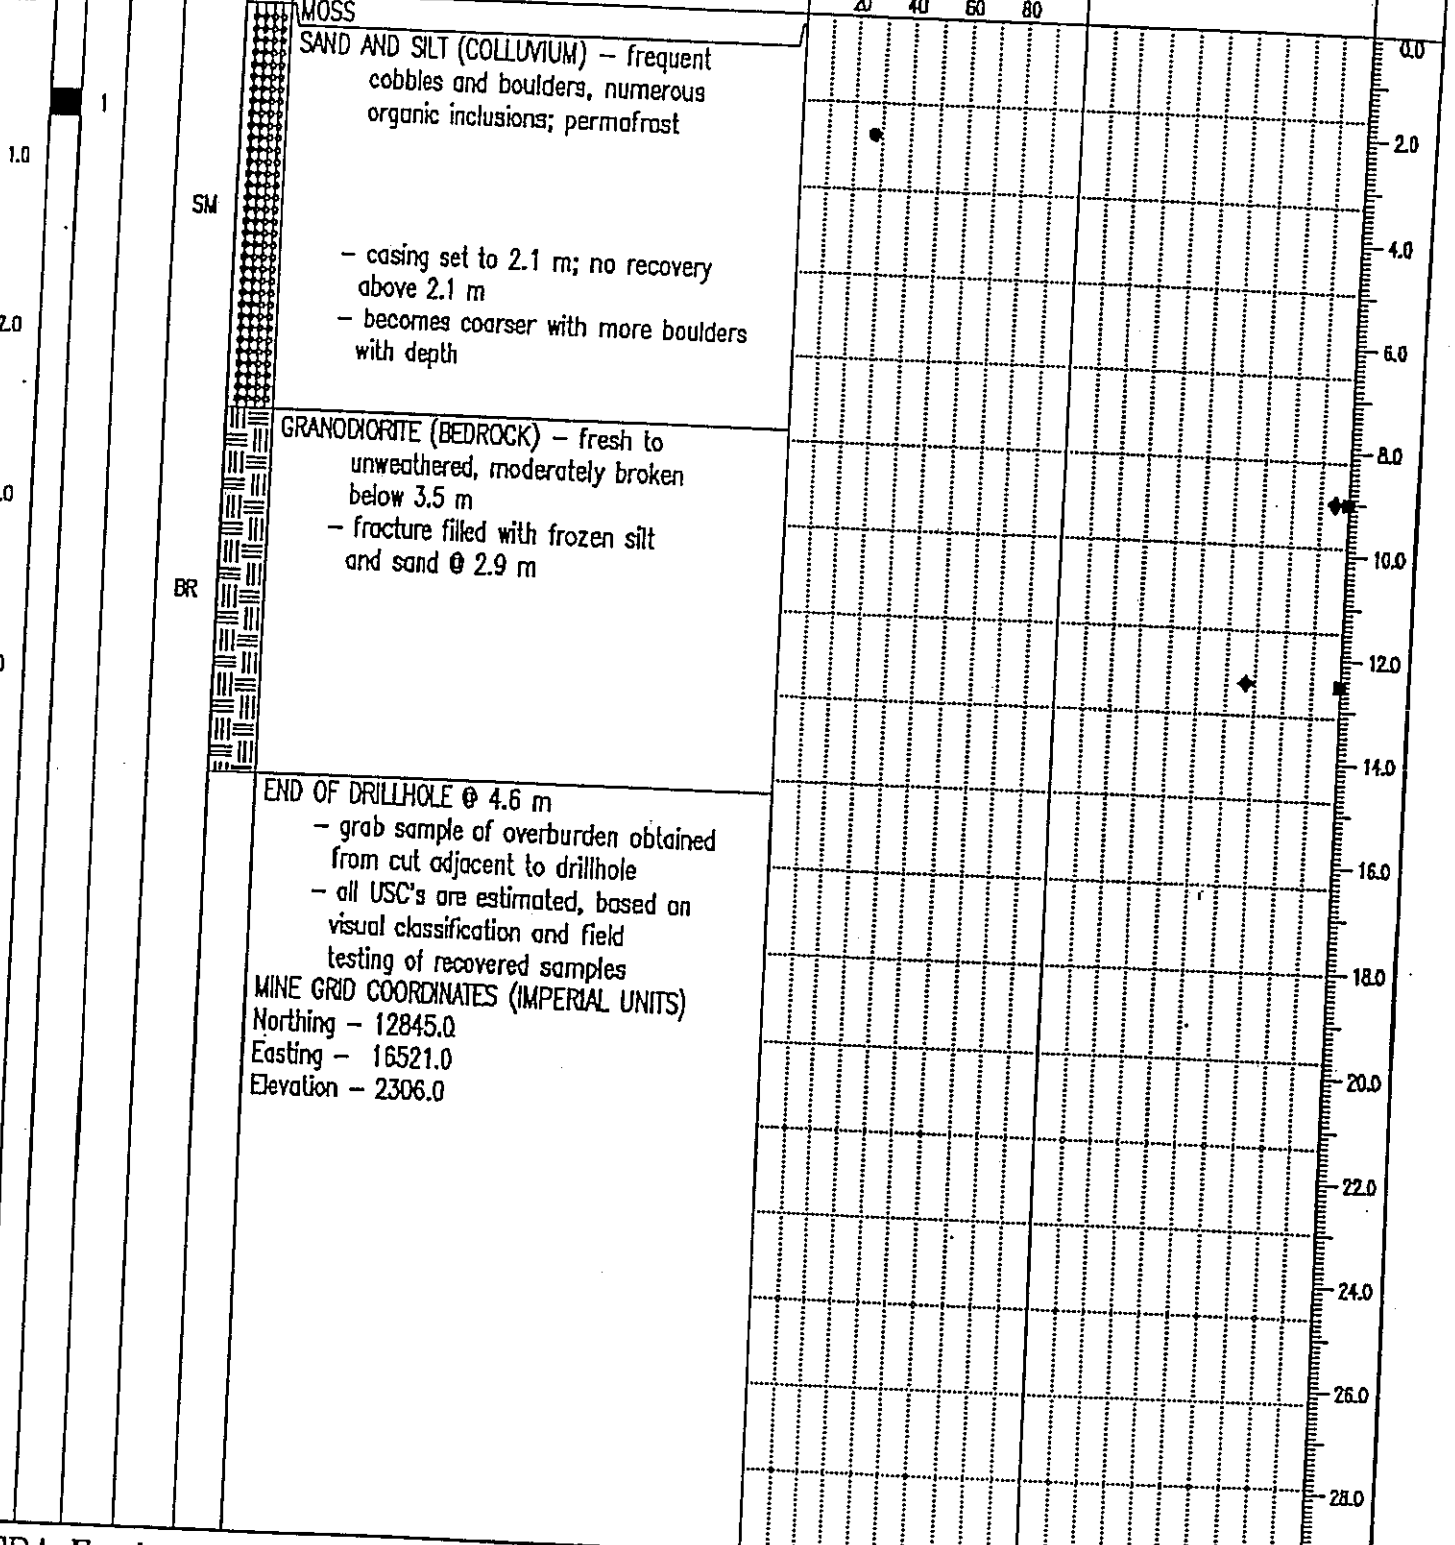 MOSS
20 40 60 80
SAND AND SILT (COLLUVIUM) – frequent
cobbles and boulders, numerous
organic inclusions; permafrost
1
1.0
SM
– casing set to 2.1 m; no recovery
above 2.1 m
– becomes coarser with more boulders
with depth
2.0
GRANODIORITE (BEDROCK) – fresh to
unweathered, moderately broken
below 3.5 m
– fracture filled with frozen silt
and sand @ 2.9 m
BR
END OF DRILLHOLE @ 4.6 m
– grab sample of overburden obtained
from cut adjacent to drillhole
– all USC's are estimated, based on
visual classification and field
testing of recovered samples
MINE GRID COORDINATES (IMPERIAL UNITS)
Northing – 12845.0
Easting – 16521.0
Elevation – 2306.0
0.0
2.0
4.0
6.0
8.0
10.0
12.0
14.0
16.0
18.0
20.0
22.0
24.0
26.0
28.0